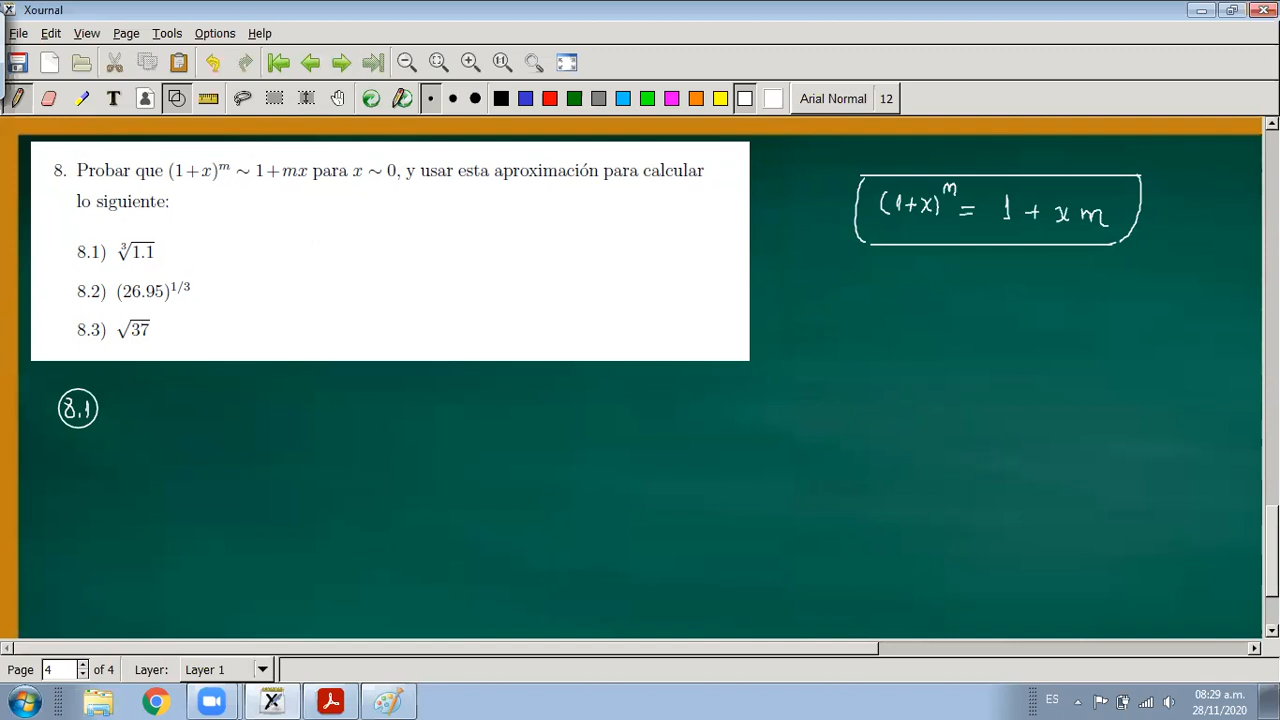 Xournal
File Edit View Page Tools Options Help
Arial Normal 12
8. Probar que (1+x)^m ∼ 1+mx para x ∼ 0, y usar esta aproximación para calcular
lo siguiente:
8.1) ∛1.1
8.2) (26.95)^1/3
8.3) √37
(1+x)^m = 1 + x m
8.1
Page 4 of 4 Layer: Layer 1
ES
08:29 a.m.
28/11/2020